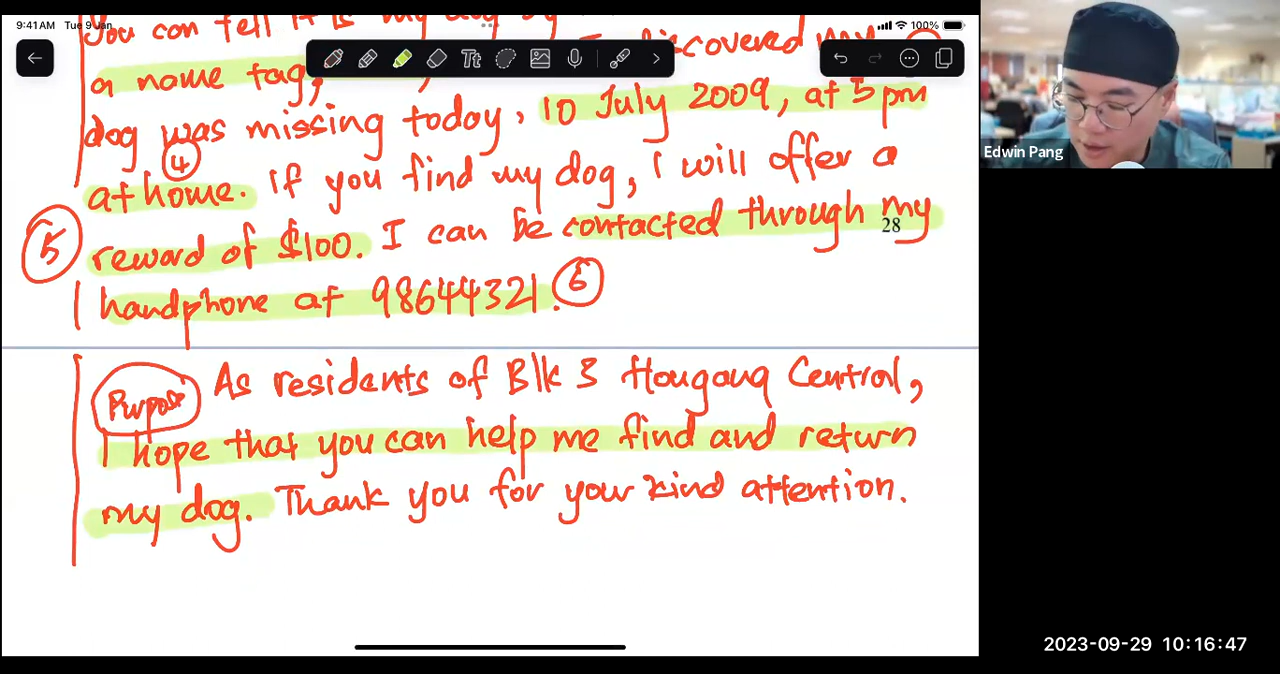 9:41AM Tue 9 Jan
100%
You can tell it is my dog by
discovered my
a name tag,
dog was missing today, 10 July 2009, at 5 pm
4
at home. If you find my dog, I will offer a
5
reward of $100. I can be contacted through my
28
handphone at 98644321.
6
Purpose
As residents of Blk 3 Hougang Central,
I hope that you can help me find and return
my dog. Thank you for your kind attention.
Tt
Edwin Pang
2023-09-29 10:16:47